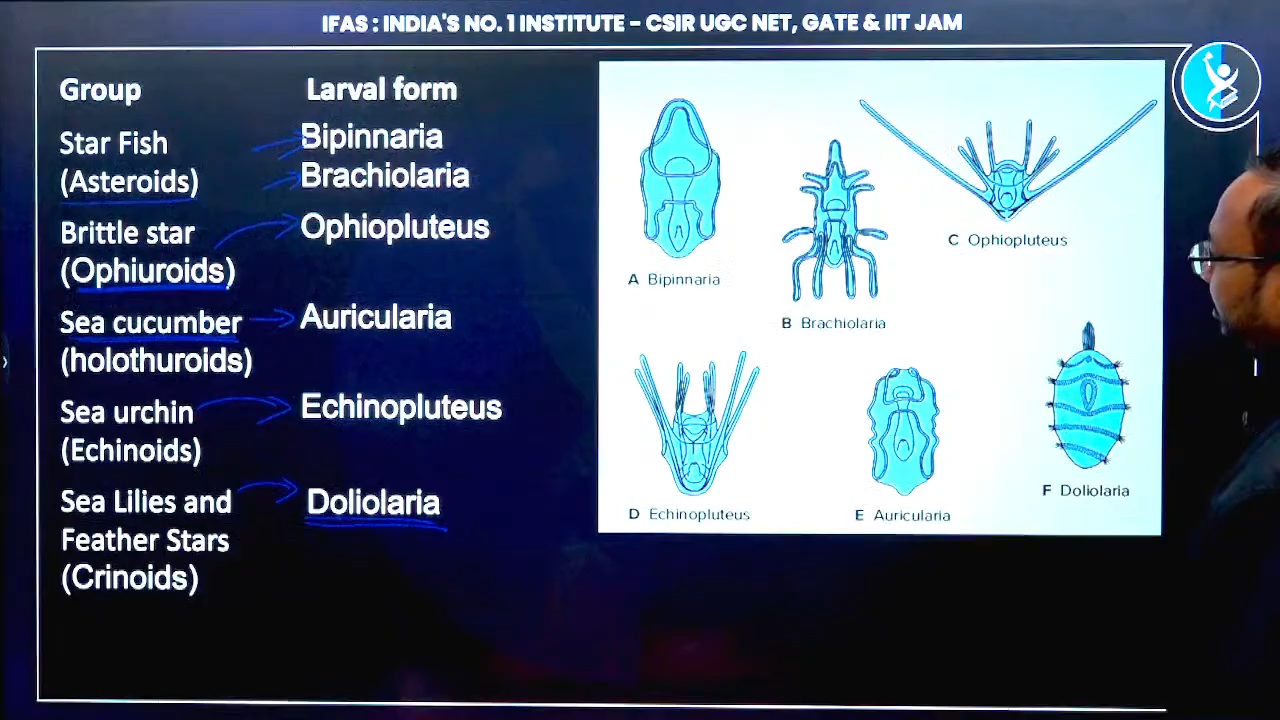 IFAS : INDIA'S NO. 1 INSTITUTE - CSIR UGC NET, GATE & IIT JAM
Group
Larval form
Star Fish
(Asteroids)
Bipinnaria
Brachiolaria
Brittle star
(Ophiuroids)
Ophiopluteus
Sea cucumber
(holothuroids)
Auricularia
Sea urchin
(Echinoids)
Echinopluteus
Sea Lilies and
Feather Stars
(Crinoids)
Doliolaria
A Bipinnaria
B Brachiolaria
C Ophiopluteus
D Echinopluteus
E Auricularia
F Doliolaria